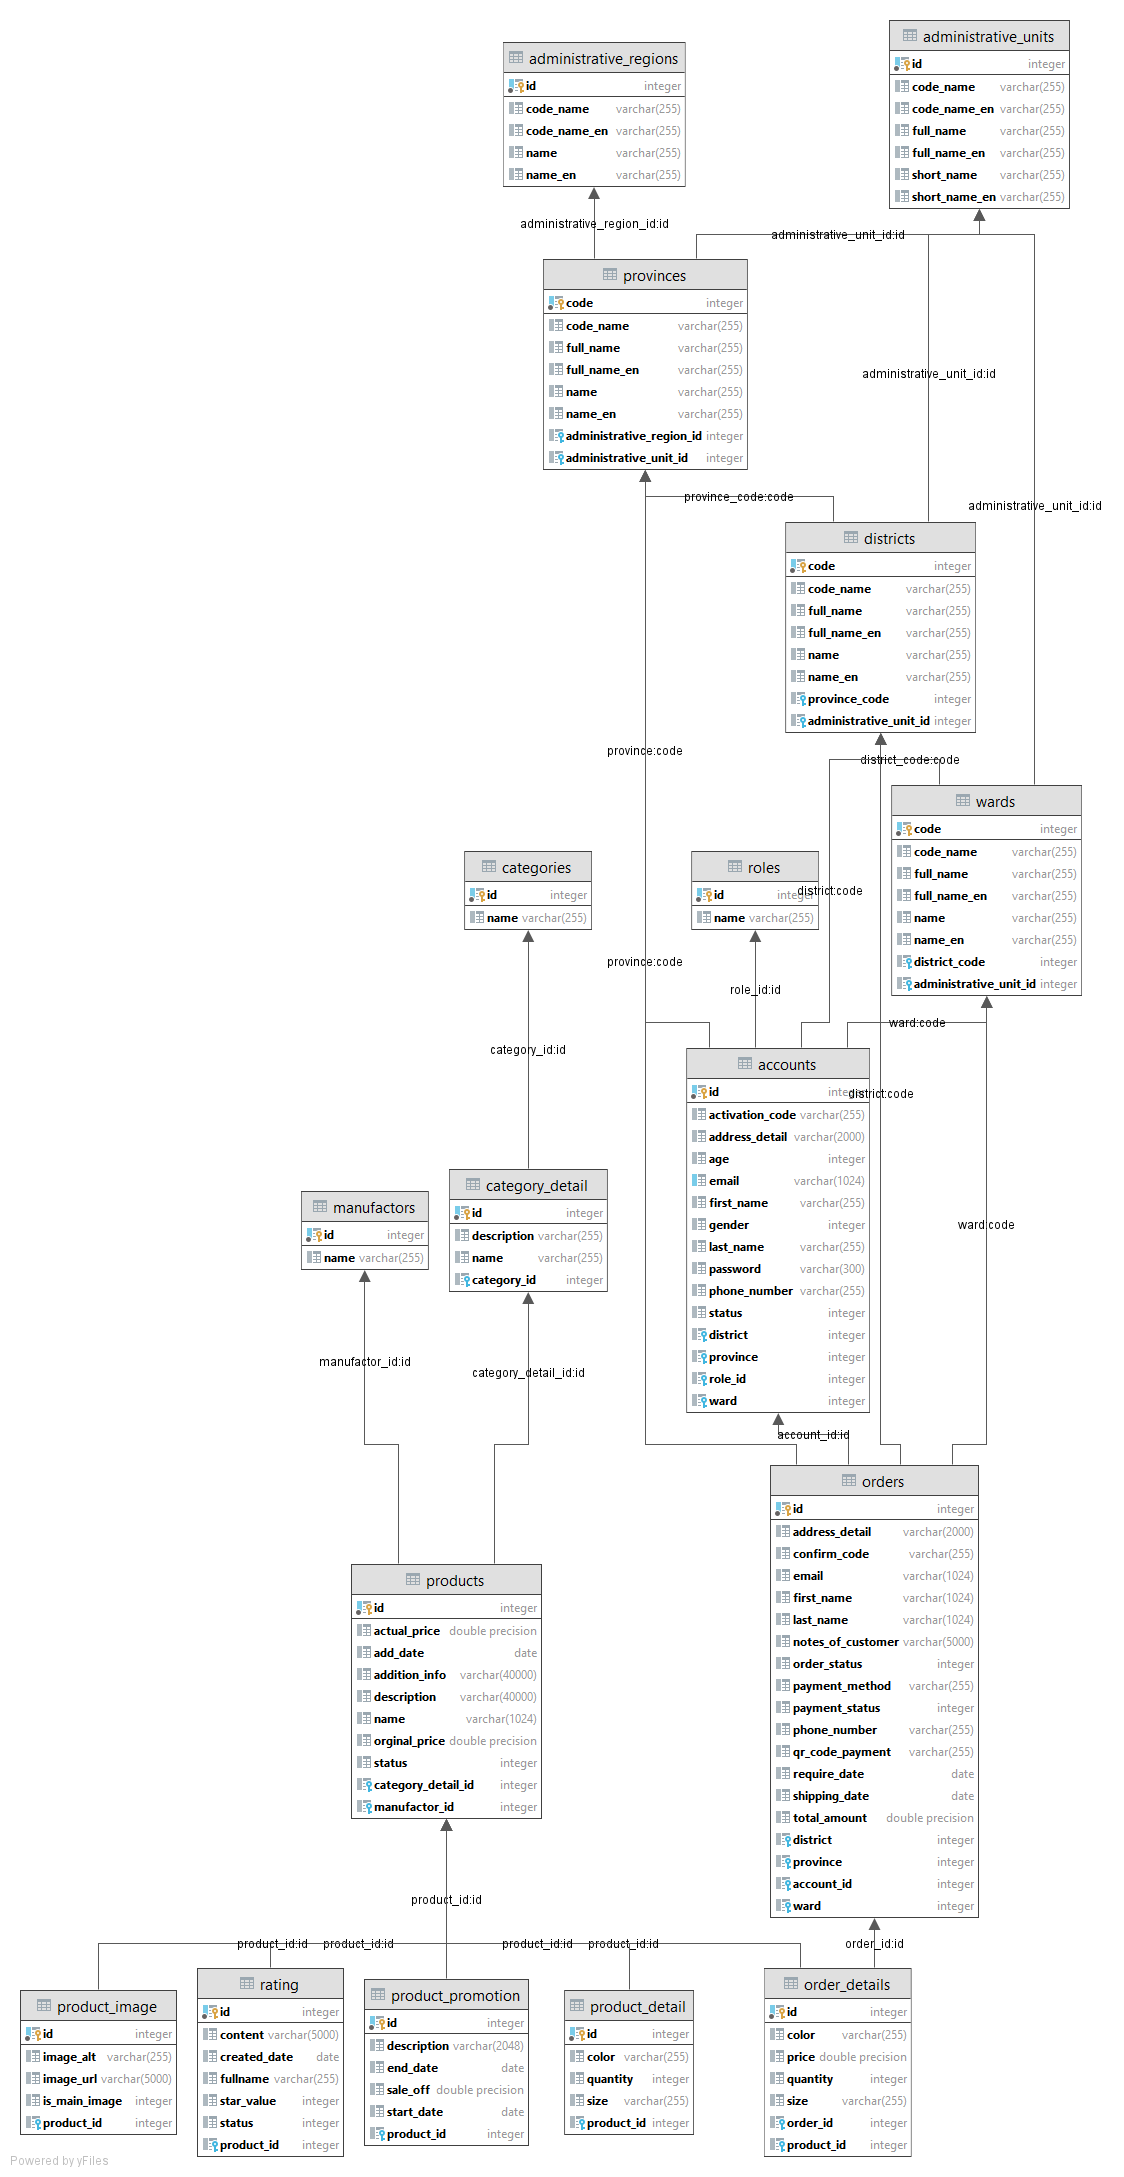 administrative_units
id integer
code_name varchar(255)
code_name_en varchar(255)
full_name varchar(255)
full_name_en varchar(255)
short_name varchar(255)
short_name_en varchar(255)
administrative_regions
id integer
code_name varchar(255)
code_name_en varchar(255)
name varchar(255)
name_en varchar(255)
administrative_region_id:id
administrative_unit_id:id
provinces
code integer
code_name varchar(255)
full_name varchar(255)
full_name_en varchar(255)
name varchar(255)
name_en varchar(255)
administrative_region_id integer
administrative_unit_id integer
administrative_unit_id:id
province_code:code
administrative_unit_id:id
districts
code integer
code_name varchar(255)
full_name varchar(255)
full_name_en varchar(255)
name varchar(255)
name_en varchar(255)
province_code integer
administrative_unit_id integer
province:code
district_code:code
wards
code integer
code_name varchar(255)
full_name varchar(255)
full_name_en varchar(255)
name varchar(255)
name_en varchar(255)
district_code integer
administrative_unit_id integer
categories
id integer
name varchar(255)
roles
id integer
name varchar(255)
district:code
province:code
role_id:id
ward:code
category_id:id
accounts
id integer
activation_code varchar(255)
address_detail varchar(2000)
age integer
email varchar(1024)
first_name varchar(255)
gender integer
last_name varchar(255)
password varchar(300)
phone_number varchar(255)
status integer
district integer
province integer
role_id integer
ward integer
district:code
ward:code
category_detail
id integer
description varchar(255)
name varchar(255)
category_id integer
manufactors
id integer
name varchar(255)
manufactor_id:id
category_detail_id:id
account_id:id
orders
id integer
address_detail varchar(2000)
confirm_code varchar(255)
email varchar(1024)
first_name varchar(1024)
last_name varchar(1024)
notes_of_customer varchar(5000)
order_status integer
payment_method varchar(255)
payment_status integer
phone_number varchar(255)
qr_code_payment varchar(255)
require_date date
shipping_date date
total_amount double precision
district integer
province integer
account_id integer
ward integer
products
id integer
actual_price double precision
add_date date
addition_info varchar(40000)
description varchar(40000)
name varchar(1024)
orginal_price double precision
status integer
category_detail_id integer
manufactor_id integer
product_id:id
product_id:id product_id:id product_id:id product_id:id order_id:id
product_image
id integer
image_alt varchar(255)
image_url varchar(5000)
is_main_image integer
product_id integer
rating
id integer
content varchar(5000)
created_date date
fullname varchar(255)
star_value integer
status integer
product_id integer
product_promotion
id integer
description varchar(2048)
end_date date
sale_off double precision
start_date date
product_id integer
product_detail
id integer
color varchar(255)
quantity integer
size varchar(255)
product_id integer
order_details
id integer
color varchar(255)
price double precision
quantity integer
size varchar(255)
order_id integer
product_id integer
Powered by yFiles